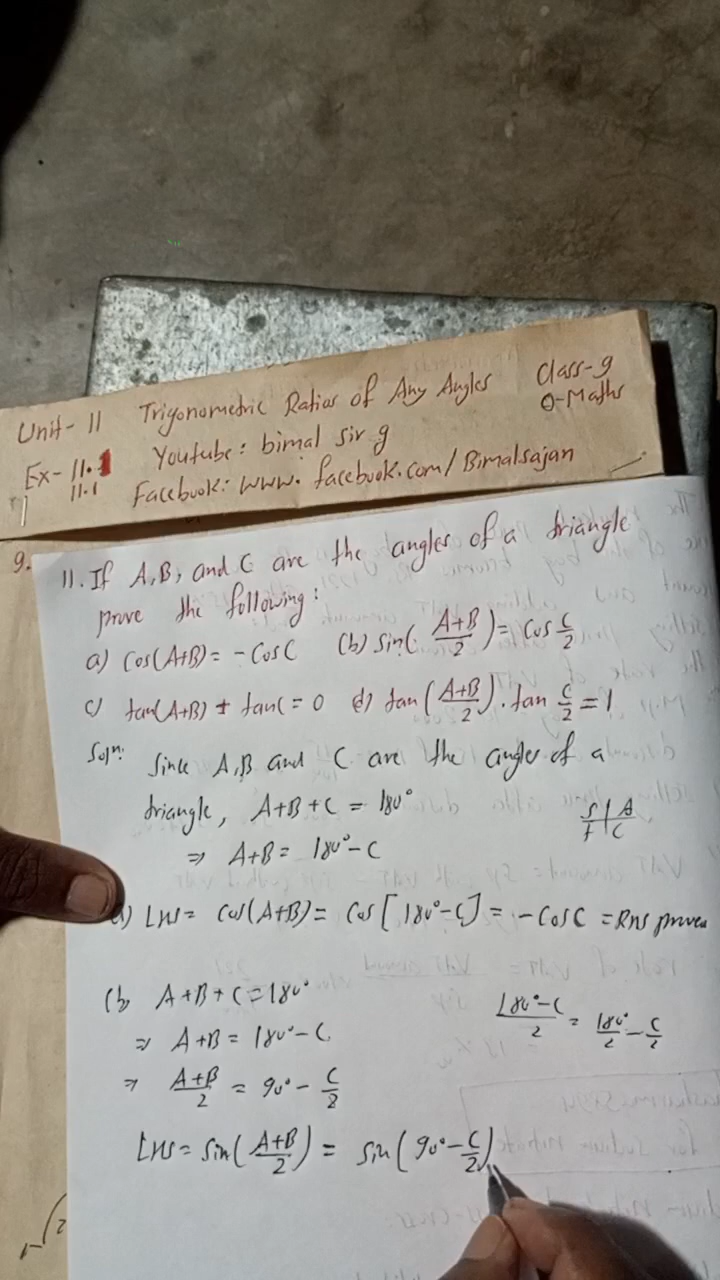 Unit- 11 Trigonometric Ratios of Any Angles Class-9
Ex- 11.1 Youtube: bimal sir g O-Maths
11.1 Facebook: www.facebook.com/Bimalsajan
9.
11. If A,B, and C are the angles of a triangle
prove the following:
a) Cos(A+B)= -CosC (b) Sin(A+B/2)= Cos C/2
c) tan(A+B) + tanC = 0 d) tan(A+B/2).tan C/2 = 1
Soln: Since A,B and C are the angles of a
triangle, A+B+C = 180°
S A
T C
⇒ A+B = 180°-C
a) LHS= Cos(A+B)= Cos[180°-C] = -CosC = RHS proved
(b) A+B+C=180°
⇒ A+B = 180°-C
180°-C/2 = 180°/2 - C/2
⇒ A+B/2 = 90° - C/2
LHS = Sin(A+B/2) = Sin(90°-C/2)